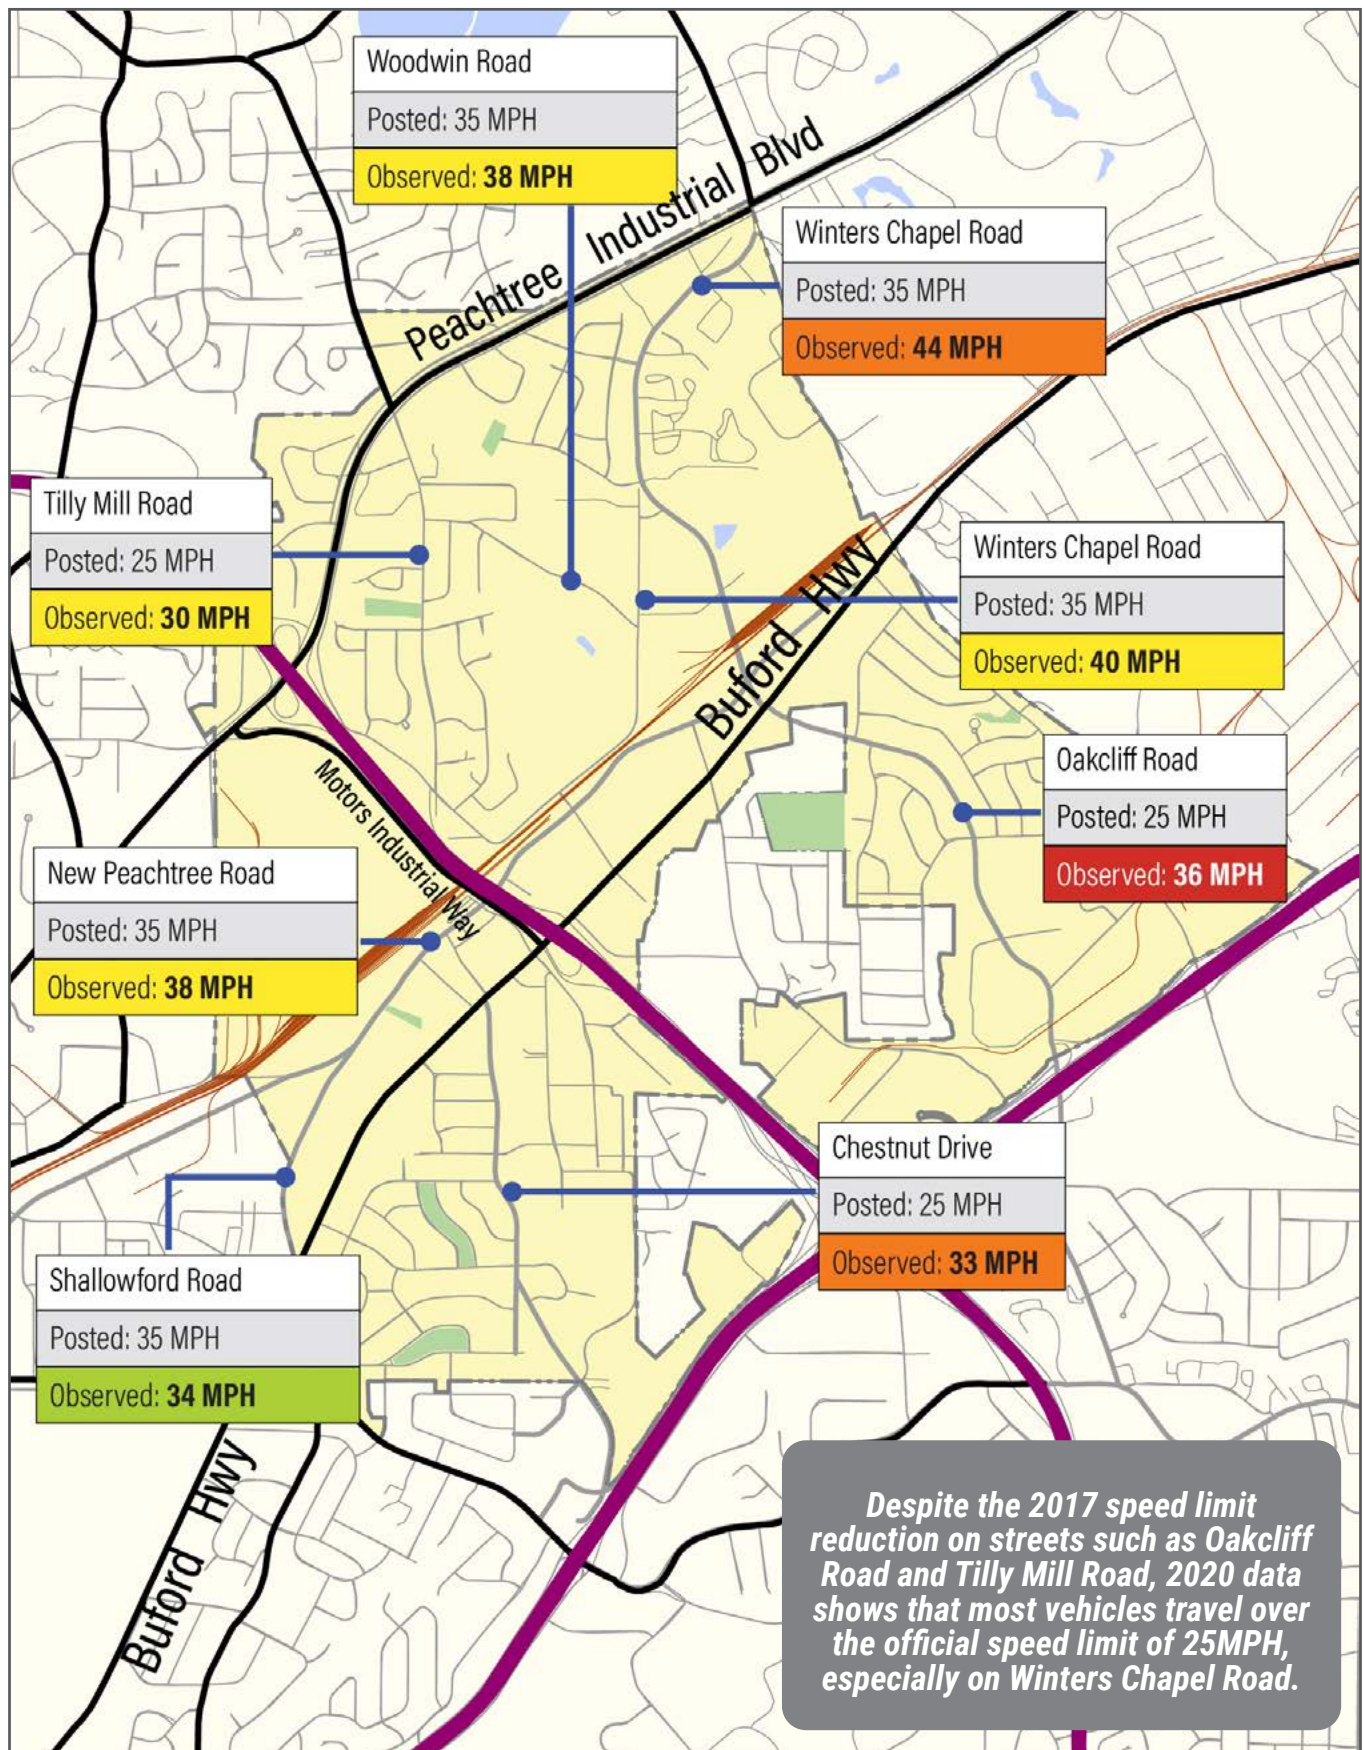 Woodwin Road
Posted: 35 MPH
Observed: 38 MPH
Peachtree Industrial Blvd
Winters Chapel Road
Posted: 35 MPH
Observed: 44 MPH
Tilly Mill Road
Posted: 25 MPH
Observed: 30 MPH
Winters Chapel Road
Posted: 35 MPH
Observed: 40 MPH
Buford Hwy
Oakcliff Road
Posted: 25 MPH
Observed: 36 MPH
Motors Industrial Way
New Peachtree Road
Posted: 35 MPH
Observed: 38 MPH
Chestnut Drive
Posted: 25 MPH
Observed: 33 MPH
Shallowford Road
Posted: 35 MPH
Observed: 34 MPH
Buford Hwy
Despite the 2017 speed limit
reduction on streets such as Oakcliff
Road and Tilly Mill Road, 2020 data
shows that most vehicles travel over
the official speed limit of 25MPH,
especially on Winters Chapel Road.